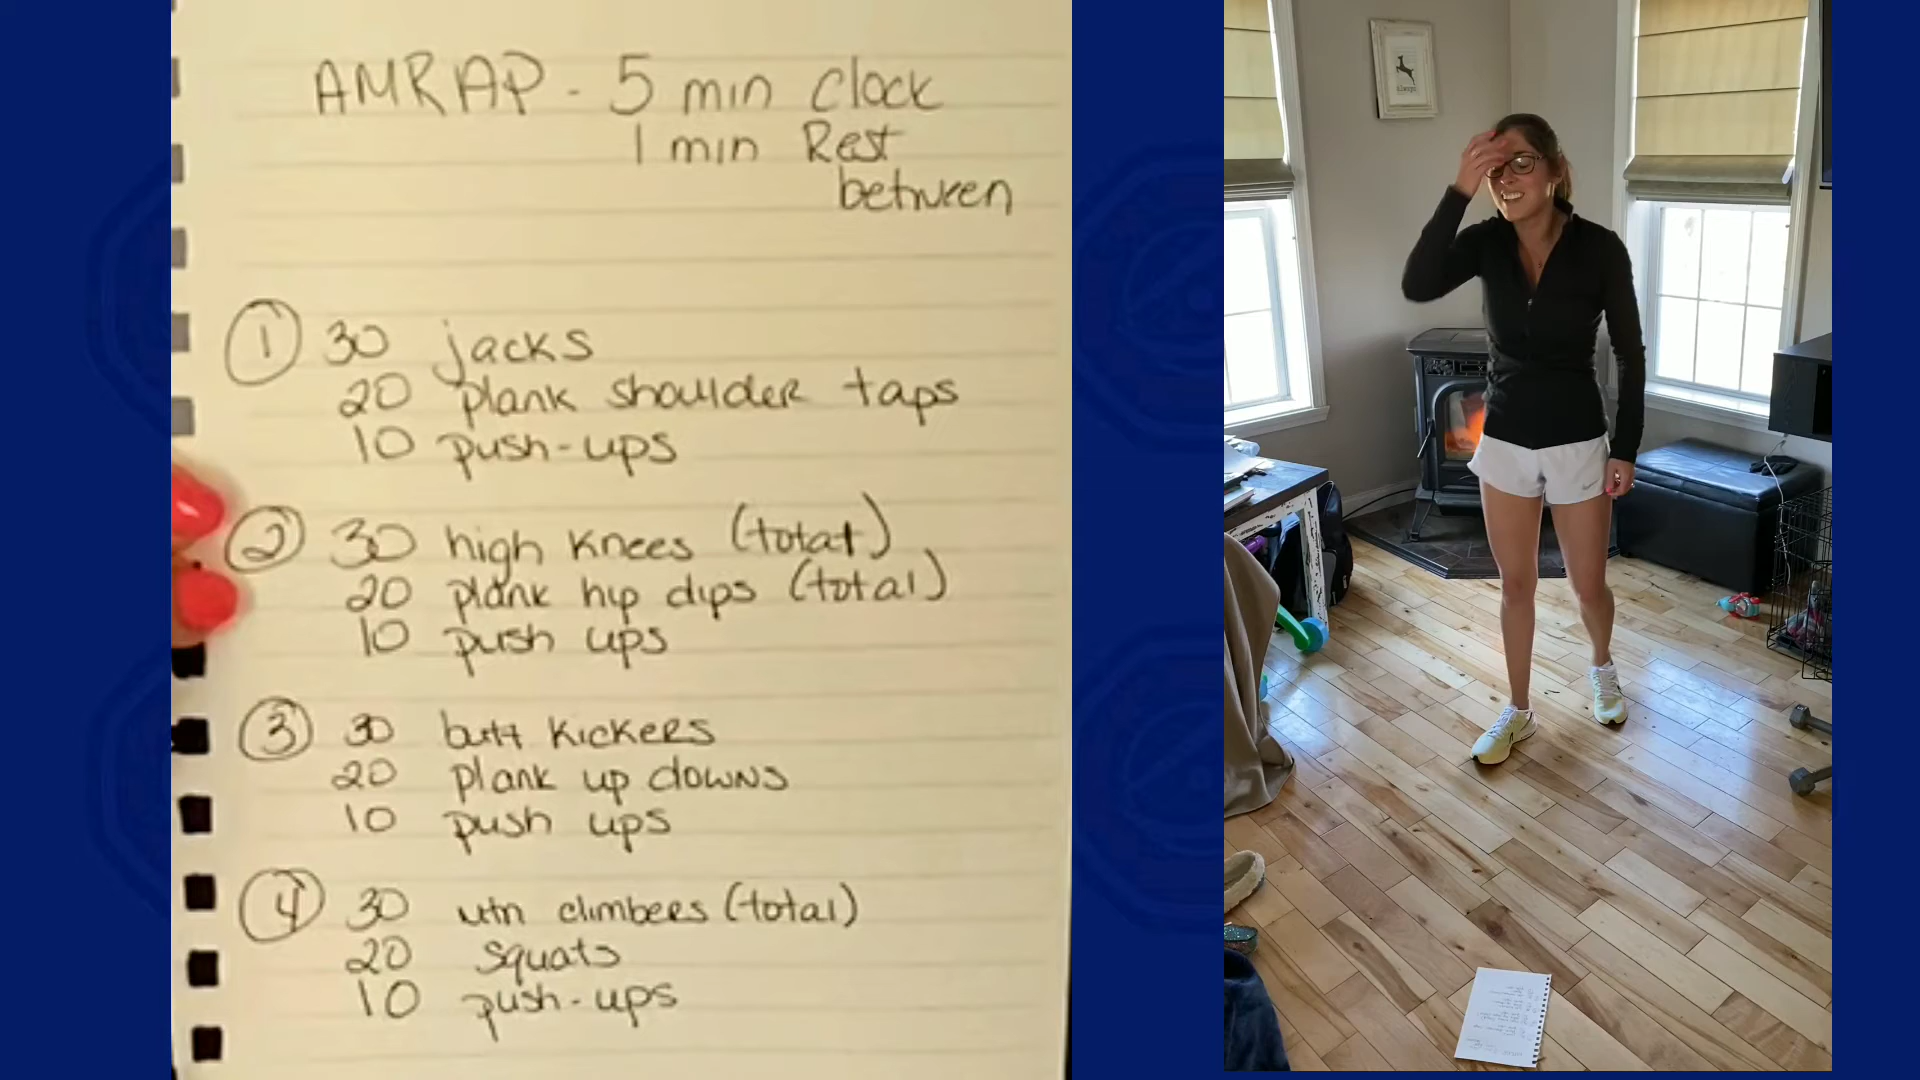 AMRAP - 5 min Clock
1 min Rest
between
1 30 jacks
20 plank shoulder taps
10 push-ups
2 30 high knees (total)
20 plank hip dips (total)
10 push ups
3 30 butt kickers
20 plank up downs
10 push ups
4 30 mtn climbers (total)
20 squats
10 push-ups